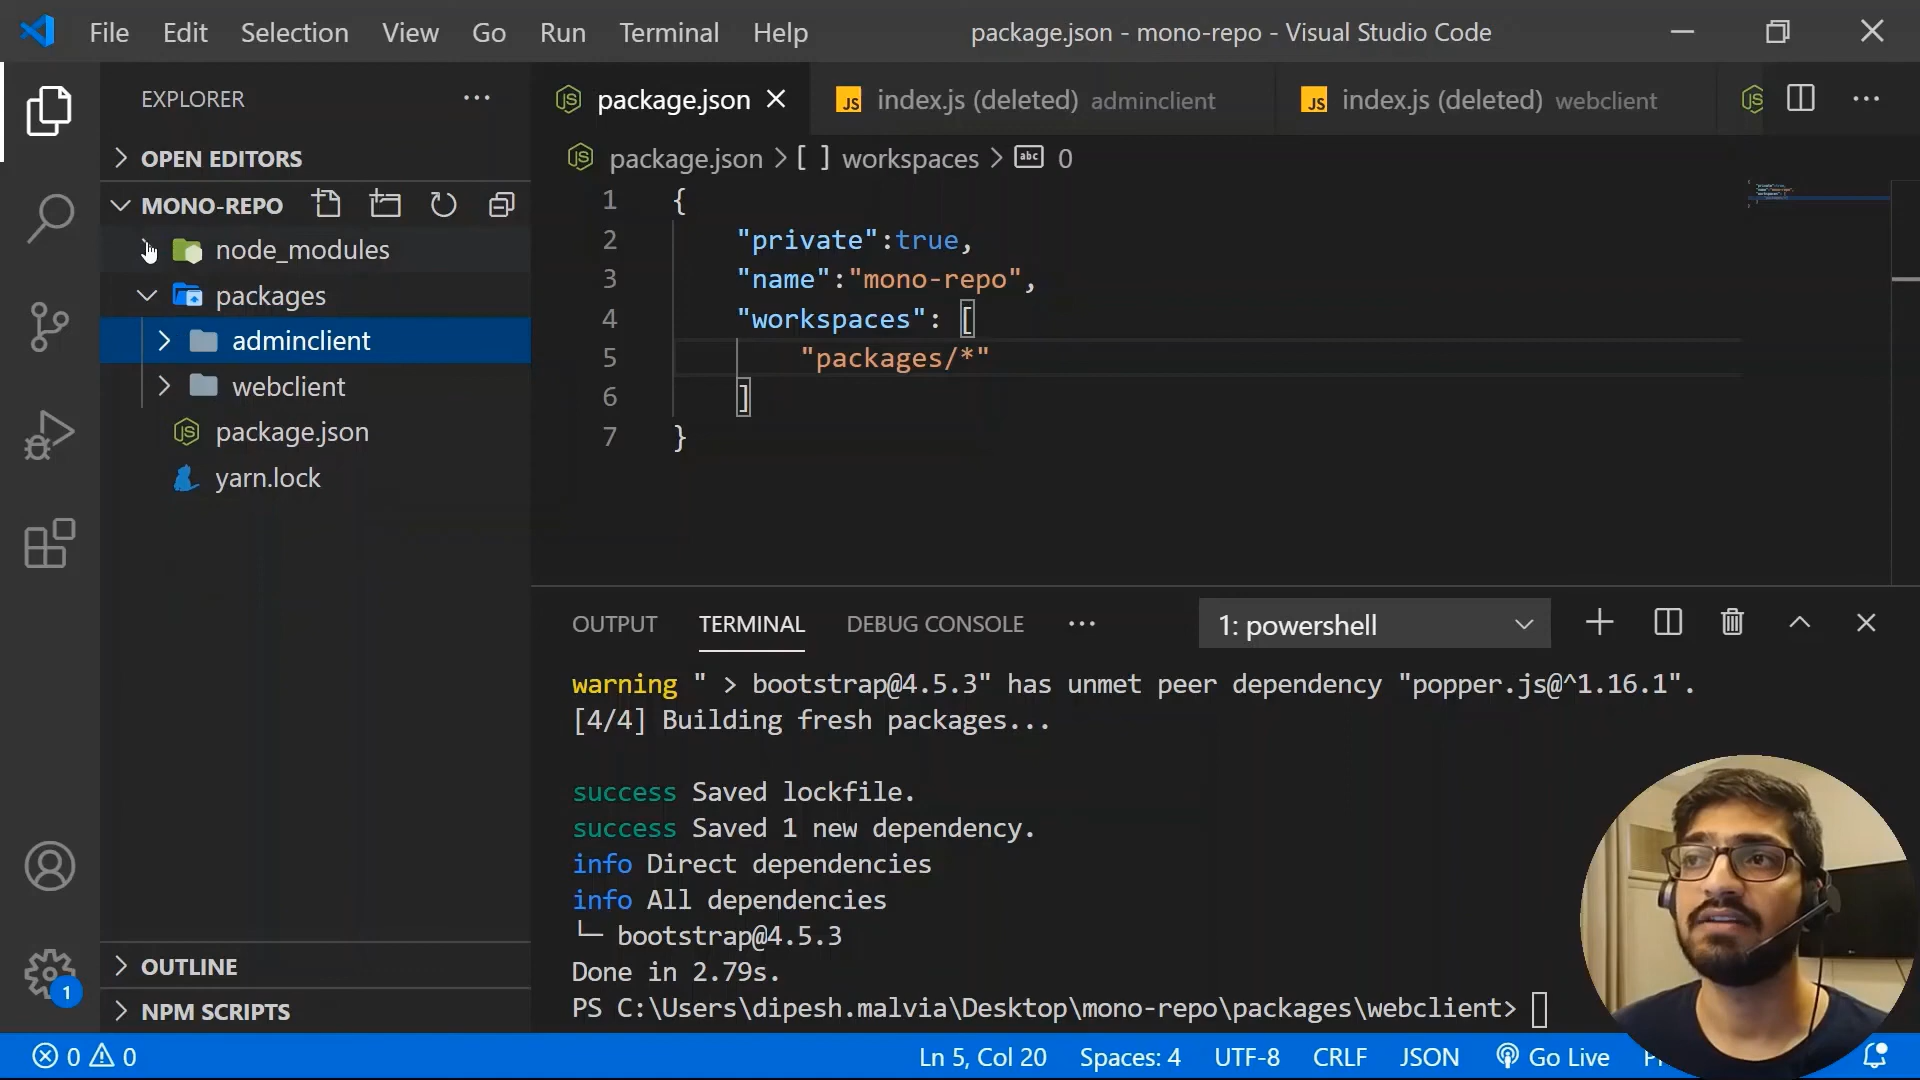 File Edit Selection View Go Run Terminal Help
package.json - mono-repo - Visual Studio Code
EXPLORER
OPEN EDITORS
MONO-REPO
node_modules
packages
adminclient
webclient
package.json
yarn.lock
OUTLINE
NPM SCRIPTS
package.json
JS index.js (deleted) adminclient
JS index.js (deleted) webclient
package.json > [ ] workspaces > abc 0
1 {
2 "private":true,
3 "name":"mono-repo",
4 "workspaces": [
5 "packages/*"
6 ]
7 }
OUTPUT TERMINAL DEBUG CONSOLE
1: powershell
warning " > bootstrap@4.5.3" has unmet peer dependency "popper.js@^1.16.1".
[4/4] Building fresh packages...
success Saved lockfile.
success Saved 1 new dependency.
info Direct dependencies
info All dependencies
└─ bootstrap@4.5.3
Done in 2.79s.
PS C:\Users\dipesh.malvia\Desktop\mono-repo\packages\webclient>
1
0 0
Ln 5, Col 20 Spaces: 4 UTF-8 CRLF JSON Go Live